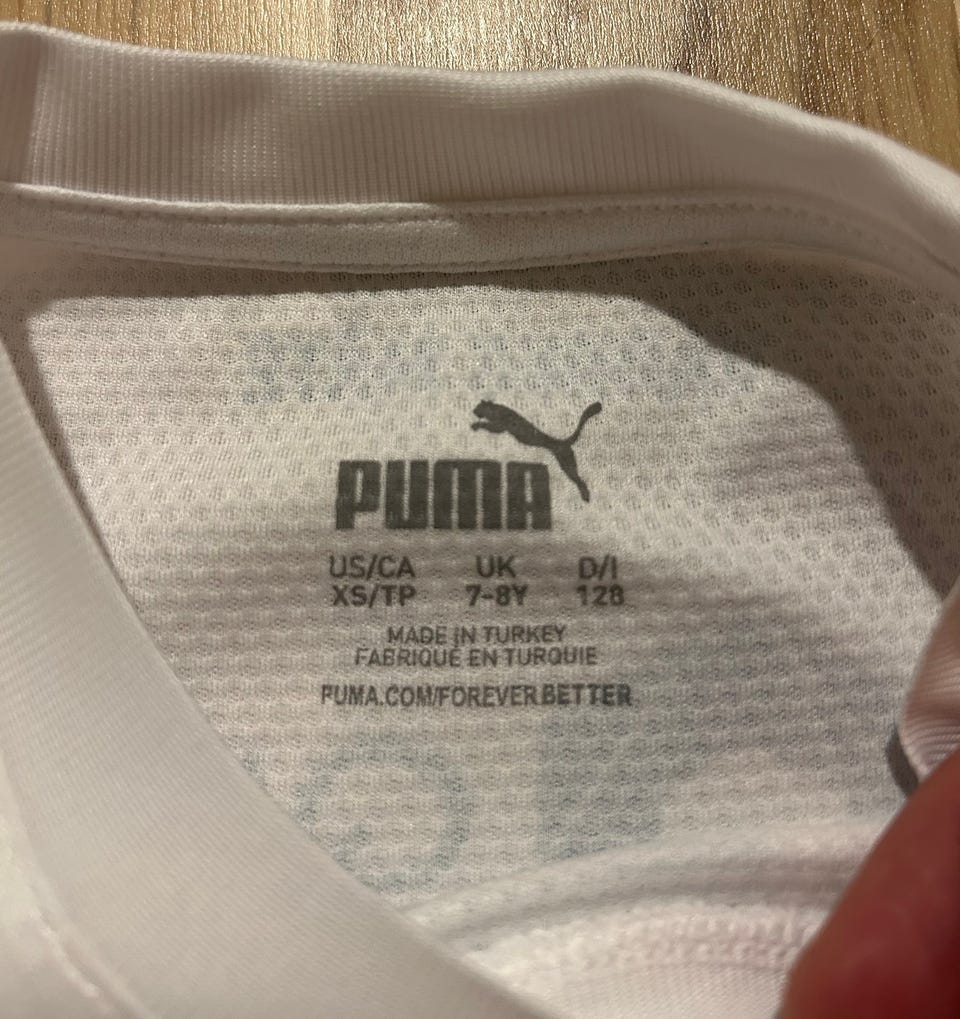 PUMA
US/CA UK D/I
XS/TP 7-8Y 128
MADE IN TURKEY
FABRIQUÉ EN TURQUIE
PUMA.COM/FOREVERBETTER